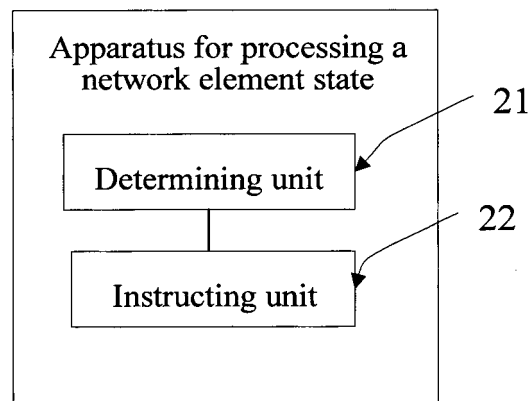 Apparatus for processing a
network element state
21
Determining unit
22
Instructing unit